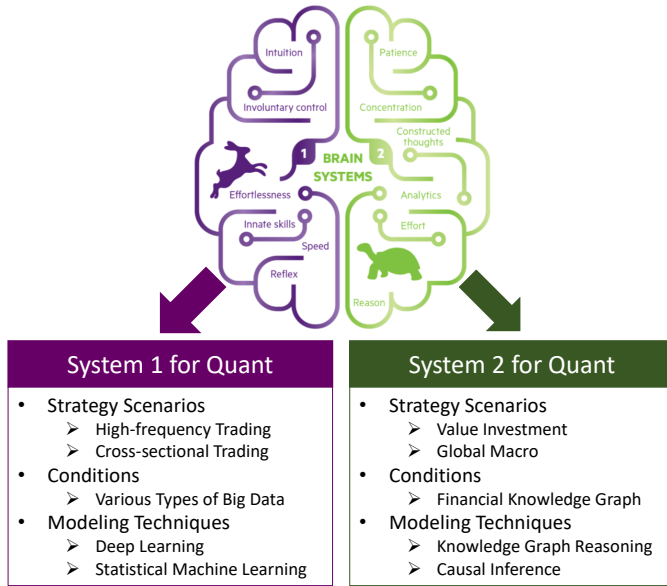 Intuition
Involuntary control
1
Effortlessness
Innate skills
Speed
Reflex
BRAIN
SYSTEMS
Patience
Concentration
Constructed
thoughts
2
Analytics
Effort
Reason
System 1 for Quant
• Strategy Scenarios
➢ High-frequency Trading
➢ Cross-sectional Trading
• Conditions
➢ Various Types of Big Data
• Modeling Techniques
➢ Deep Learning
➢ Statistical Machine Learning
System 2 for Quant
• Strategy Scenarios
➢ Value Investment
➢ Global Macro
• Conditions
➢ Financial Knowledge Graph
• Modeling Techniques
➢ Knowledge Graph Reasoning
➢ Causal Inference